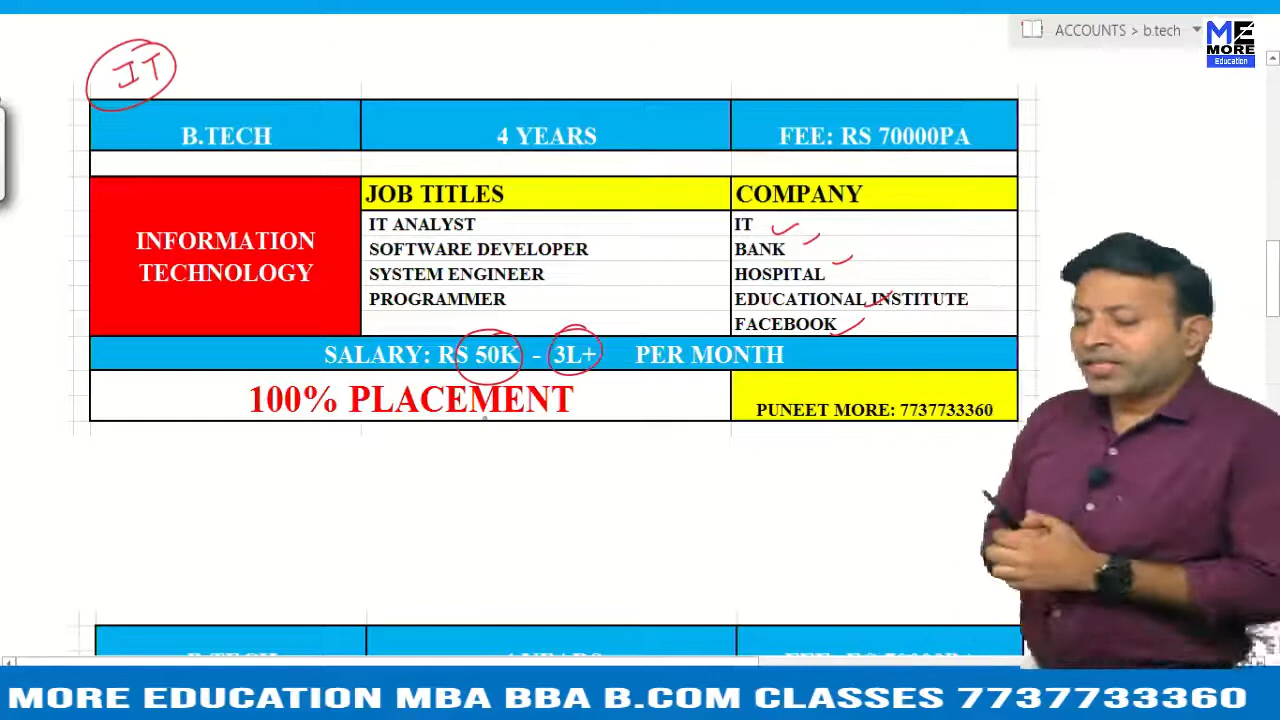 ACCOUNTS > b.tech
ME
MORE
Education
IT
B.TECH
4 YEARS
FEE: RS 70000PA
INFORMATION
TECHNOLOGY
JOB TITLES
IT ANALYST
SOFTWARE DEVELOPER
SYSTEM ENGINEER
PROGRAMMER
COMPANY
IT
BANK
HOSPITAL
EDUCATIONAL INSTITUTE
FACEBOOK
SALARY: RS 50K - 3L+ PER MONTH
100% PLACEMENT
PUNEET MORE: 7737733360
MORE EDUCATION MBA BBA B.COM CLASSES 7737733360